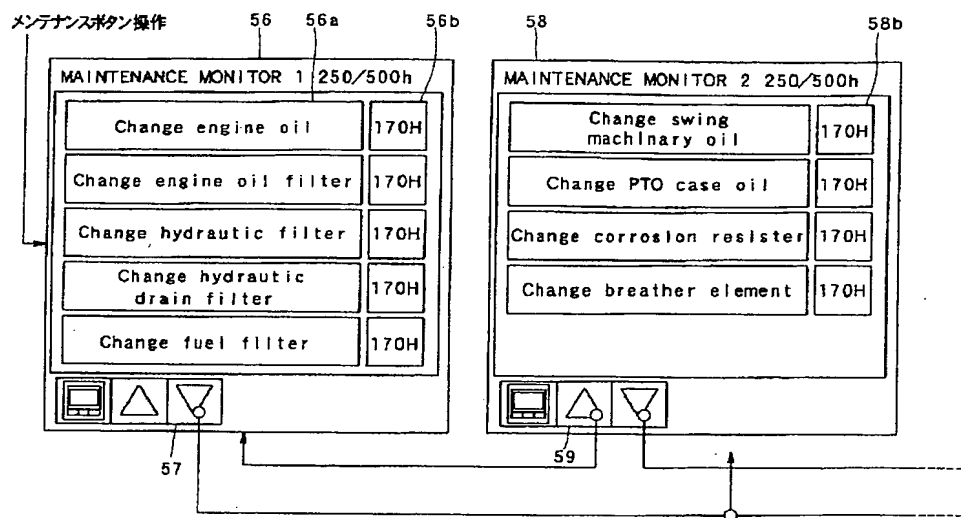 メンテナンスボタン操作
56
56a
56b
MAINTENANCE MONITOR 1 250/500h
Change engine oil
170H
Change engine oil filter
170H
Change hydrautic filter
170H
Change hydrautic
drain filter
170H
Change fuel filter
170H
57
58
58b
MAINTENANCE MONITOR 2 250/500h
Change swing
machinary oil
170H
Change PTO case oil
170H
Change corrosion resister
170H
Change breather element
170H
59